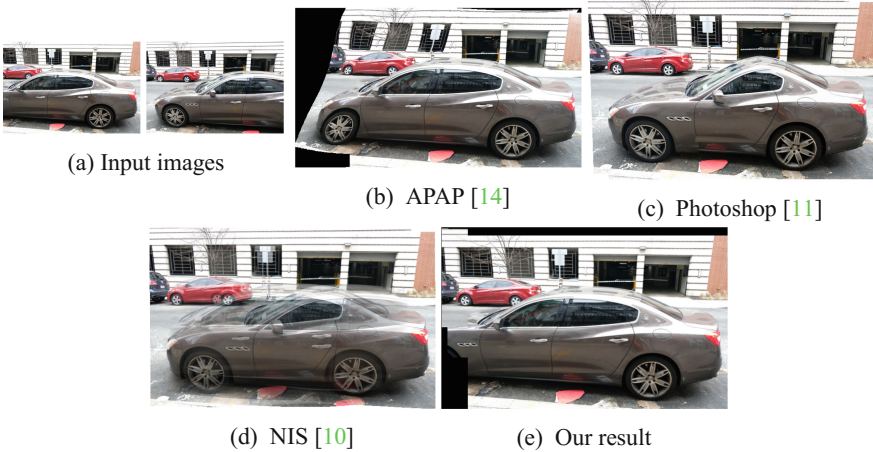 (a) Input images
(b) APAP [14]
(c) Photoshop [11]
(d) NIS [10]
(e) Our result